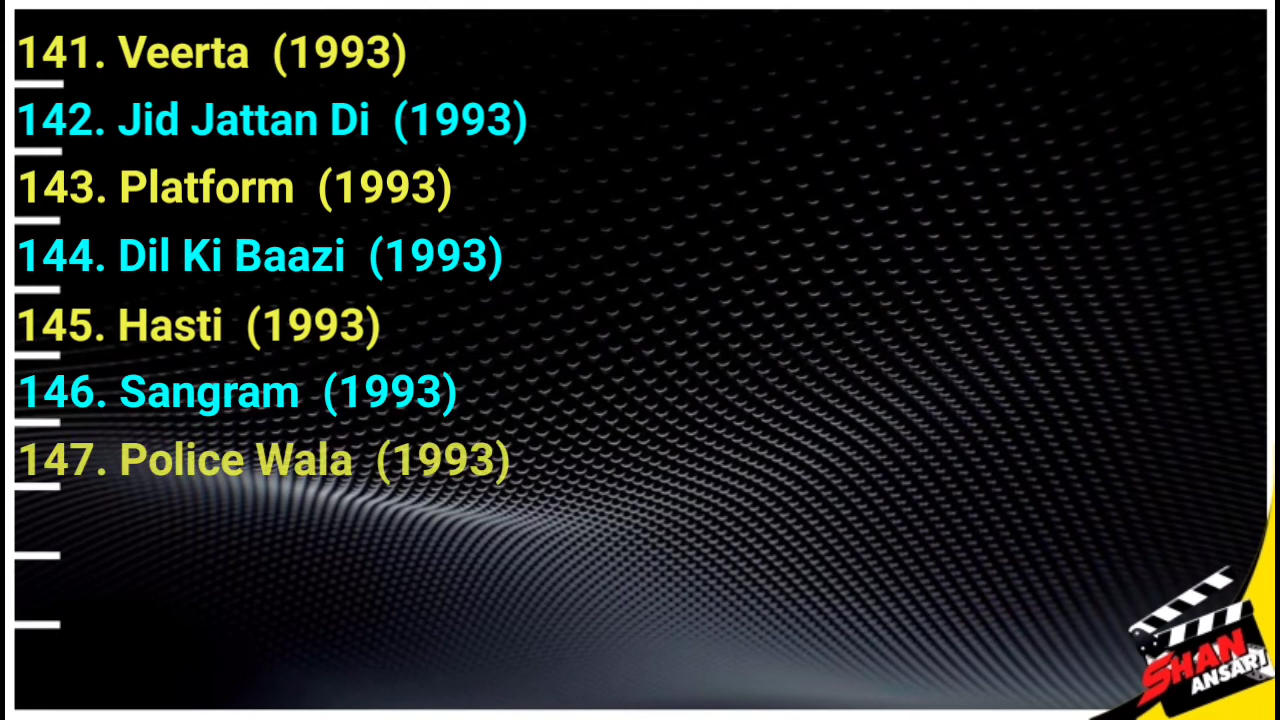 141. Veerta (1993)
142. Jid Jattan Di (1993)
143. Platform (1993)
144. Dil Ki Baazi (1993)
145. Hasti (1993)
146. Sangram (1993)
147. Police Wala (1993)
SHAN
ANSARI